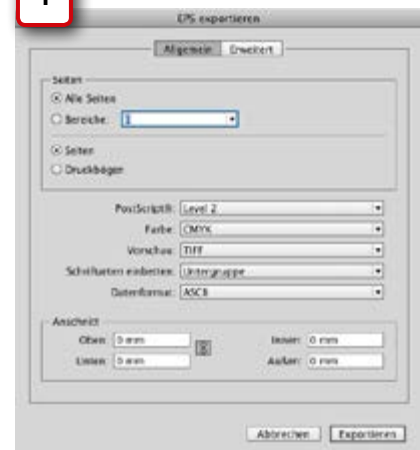 EPS exportieren
Allgemein Erweitert
Seiten
Alle Seiten
Bereiche: 1
Seiten
Druckbögen
PostScript®: Level 2
Farbe: CMYK
Vorschau: TIFF
Schriftarten einbetten: Untergruppe
Datenformat: ASCII
Anschnitt
Oben: 0 mm Innen: 0 mm
Unten: 0 mm Außen: 0 mm
Abbrechen Exportieren